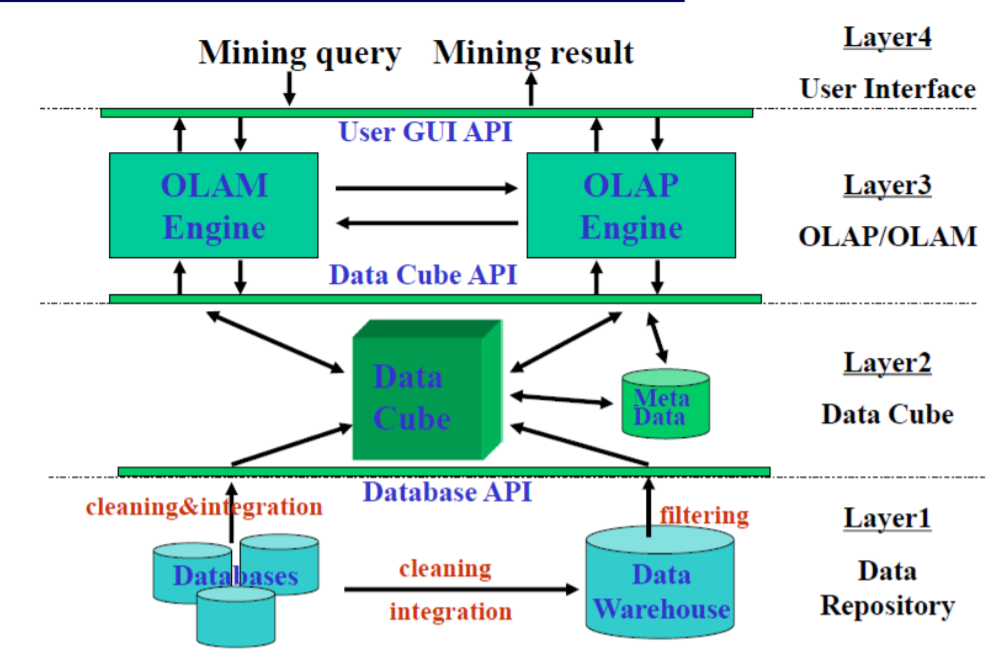 Mining query Mining result
Layer4
User Interface
User GUI API
OLAM
Engine
OLAP
Engine
Layer3
OLAP/OLAM
Data Cube API
Data
Cube
Meta
Data
Layer2
Data Cube
Database API
cleaning&integration
filtering
Layer1
Data
Repository
Databases
cleaning
integration
Data
Warehouse